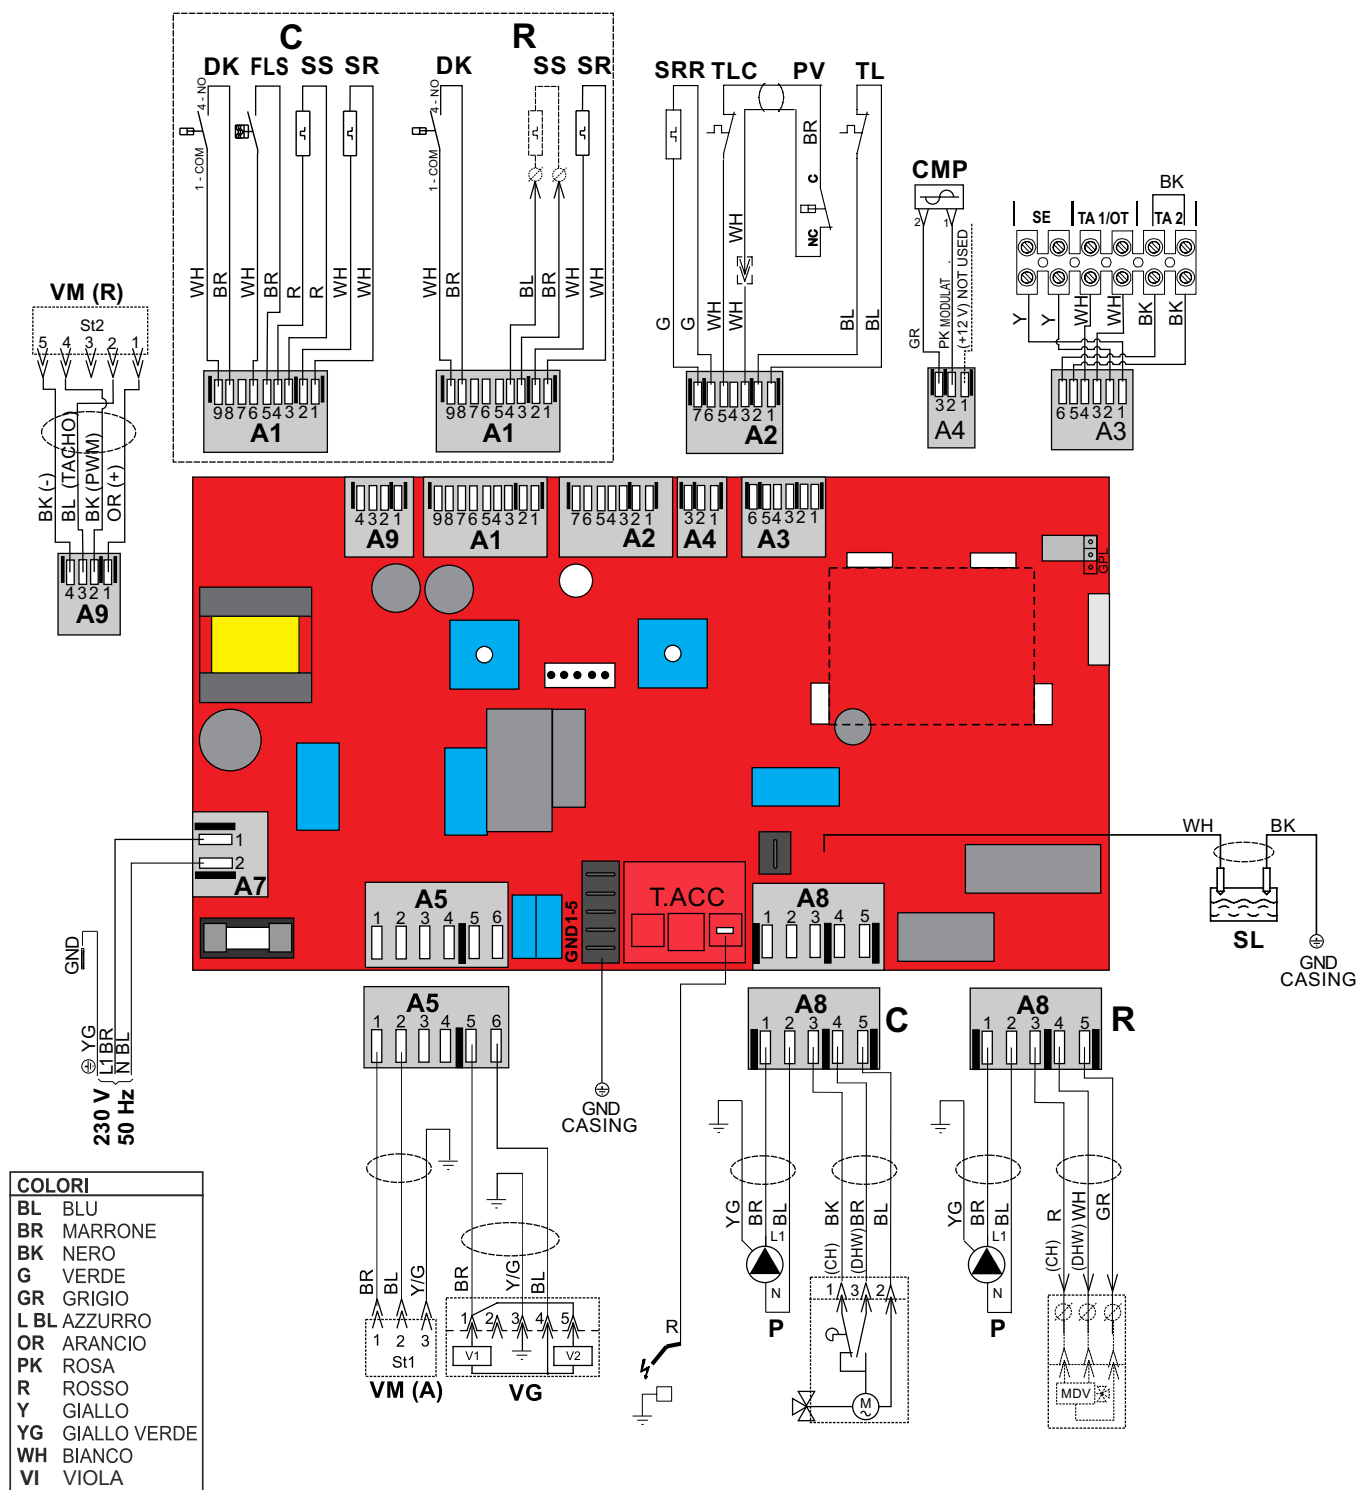 C
R
DK FLS SS SR
DK SS SR
SRR TLC PV TL
4 - NO
1 - COM
4 - NO
1 - COM
BR
C
NC
CMP
2 1
BK
SE TA 1/OT TA 2
WH BR WH BR R R WH WH
WH BR BL BR WH WH
G G WH WH WH BL BL
GR
PK MODULAT.
(+12 V) NOT USED
Y Y WH WH BK BK
VM (R)
St2
5 4 3 2 1
BK (-)
BL (TACHO)
BK (PWM)
OR (+)
9 8 7 6 5 4 3 2 1
A1
9 8 7 6 5 4 3 2 1
A1
7 6 5 4 3 2 1
A2
3 2 1
A4
6 5 4 3 2 1
A3
4 3 2 1
A9
4 3 2 1
A9
9 8 7 6 5 4 3 2 1
A1
7 6 5 4 3 2 1
A2
3 2 1
A4
6 5 4 3 2 1
A3
GPL
1
2
A7
A5
1 2 3 4 5 6
GND1-5
T.ACC
A8
1 2 3 4 5
WH BK
SL
GND
CASING
GND
YG
L1 BR
N BL
230 V
50 Hz
A5
1 2 3 4 5 6
GND
CASING
A8
1 2 3 4 5
C
A8
1 2 3 4 5
R
BR BL Y/G
1 2 3
St1
VM (A)
BR Y/G BL
1 2 3 4 5
V1 V2
VG
R
YG BR BL
L1
N
P
(CH) BK
(DHW) BR
BL
1 3 2
M
~
YG BR BL
L1
N
P
(CH) R
(DHW) WH
GR
MDV
COLORI
BL BLU
BR MARRONE
BK NERO
G VERDE
GR GRIGIO
L BL AZZURRO
OR ARANCIO
PK ROSA
R ROSSO
Y GIALLO
YG GIALLO VERDE
WH BIANCO
VI VIOLA